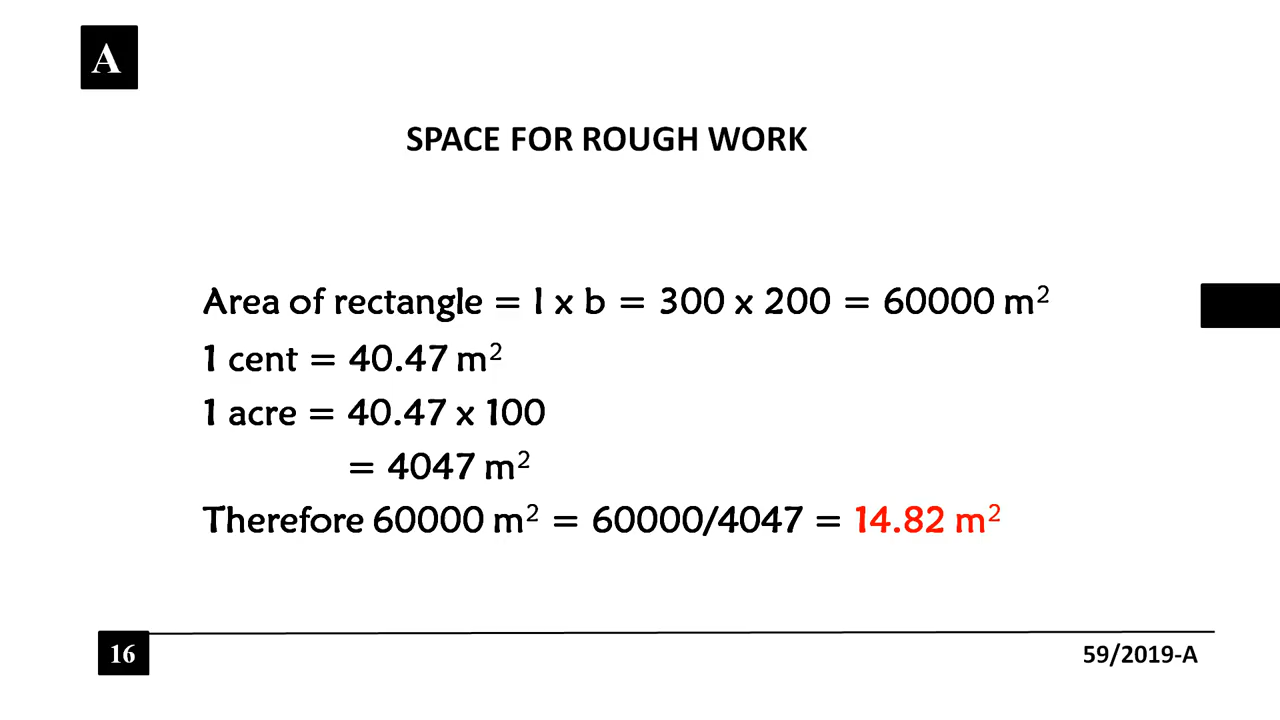 A
SPACE FOR ROUGH WORK
Area of rectangle = l x b = 300 x 200 = 60000 m²
1 cent = 40.47 m²
1 acre = 40.47 x 100
= 4047 m²
Therefore 60000 m² = 60000/4047 = 14.82 m²
16
59/2019-A